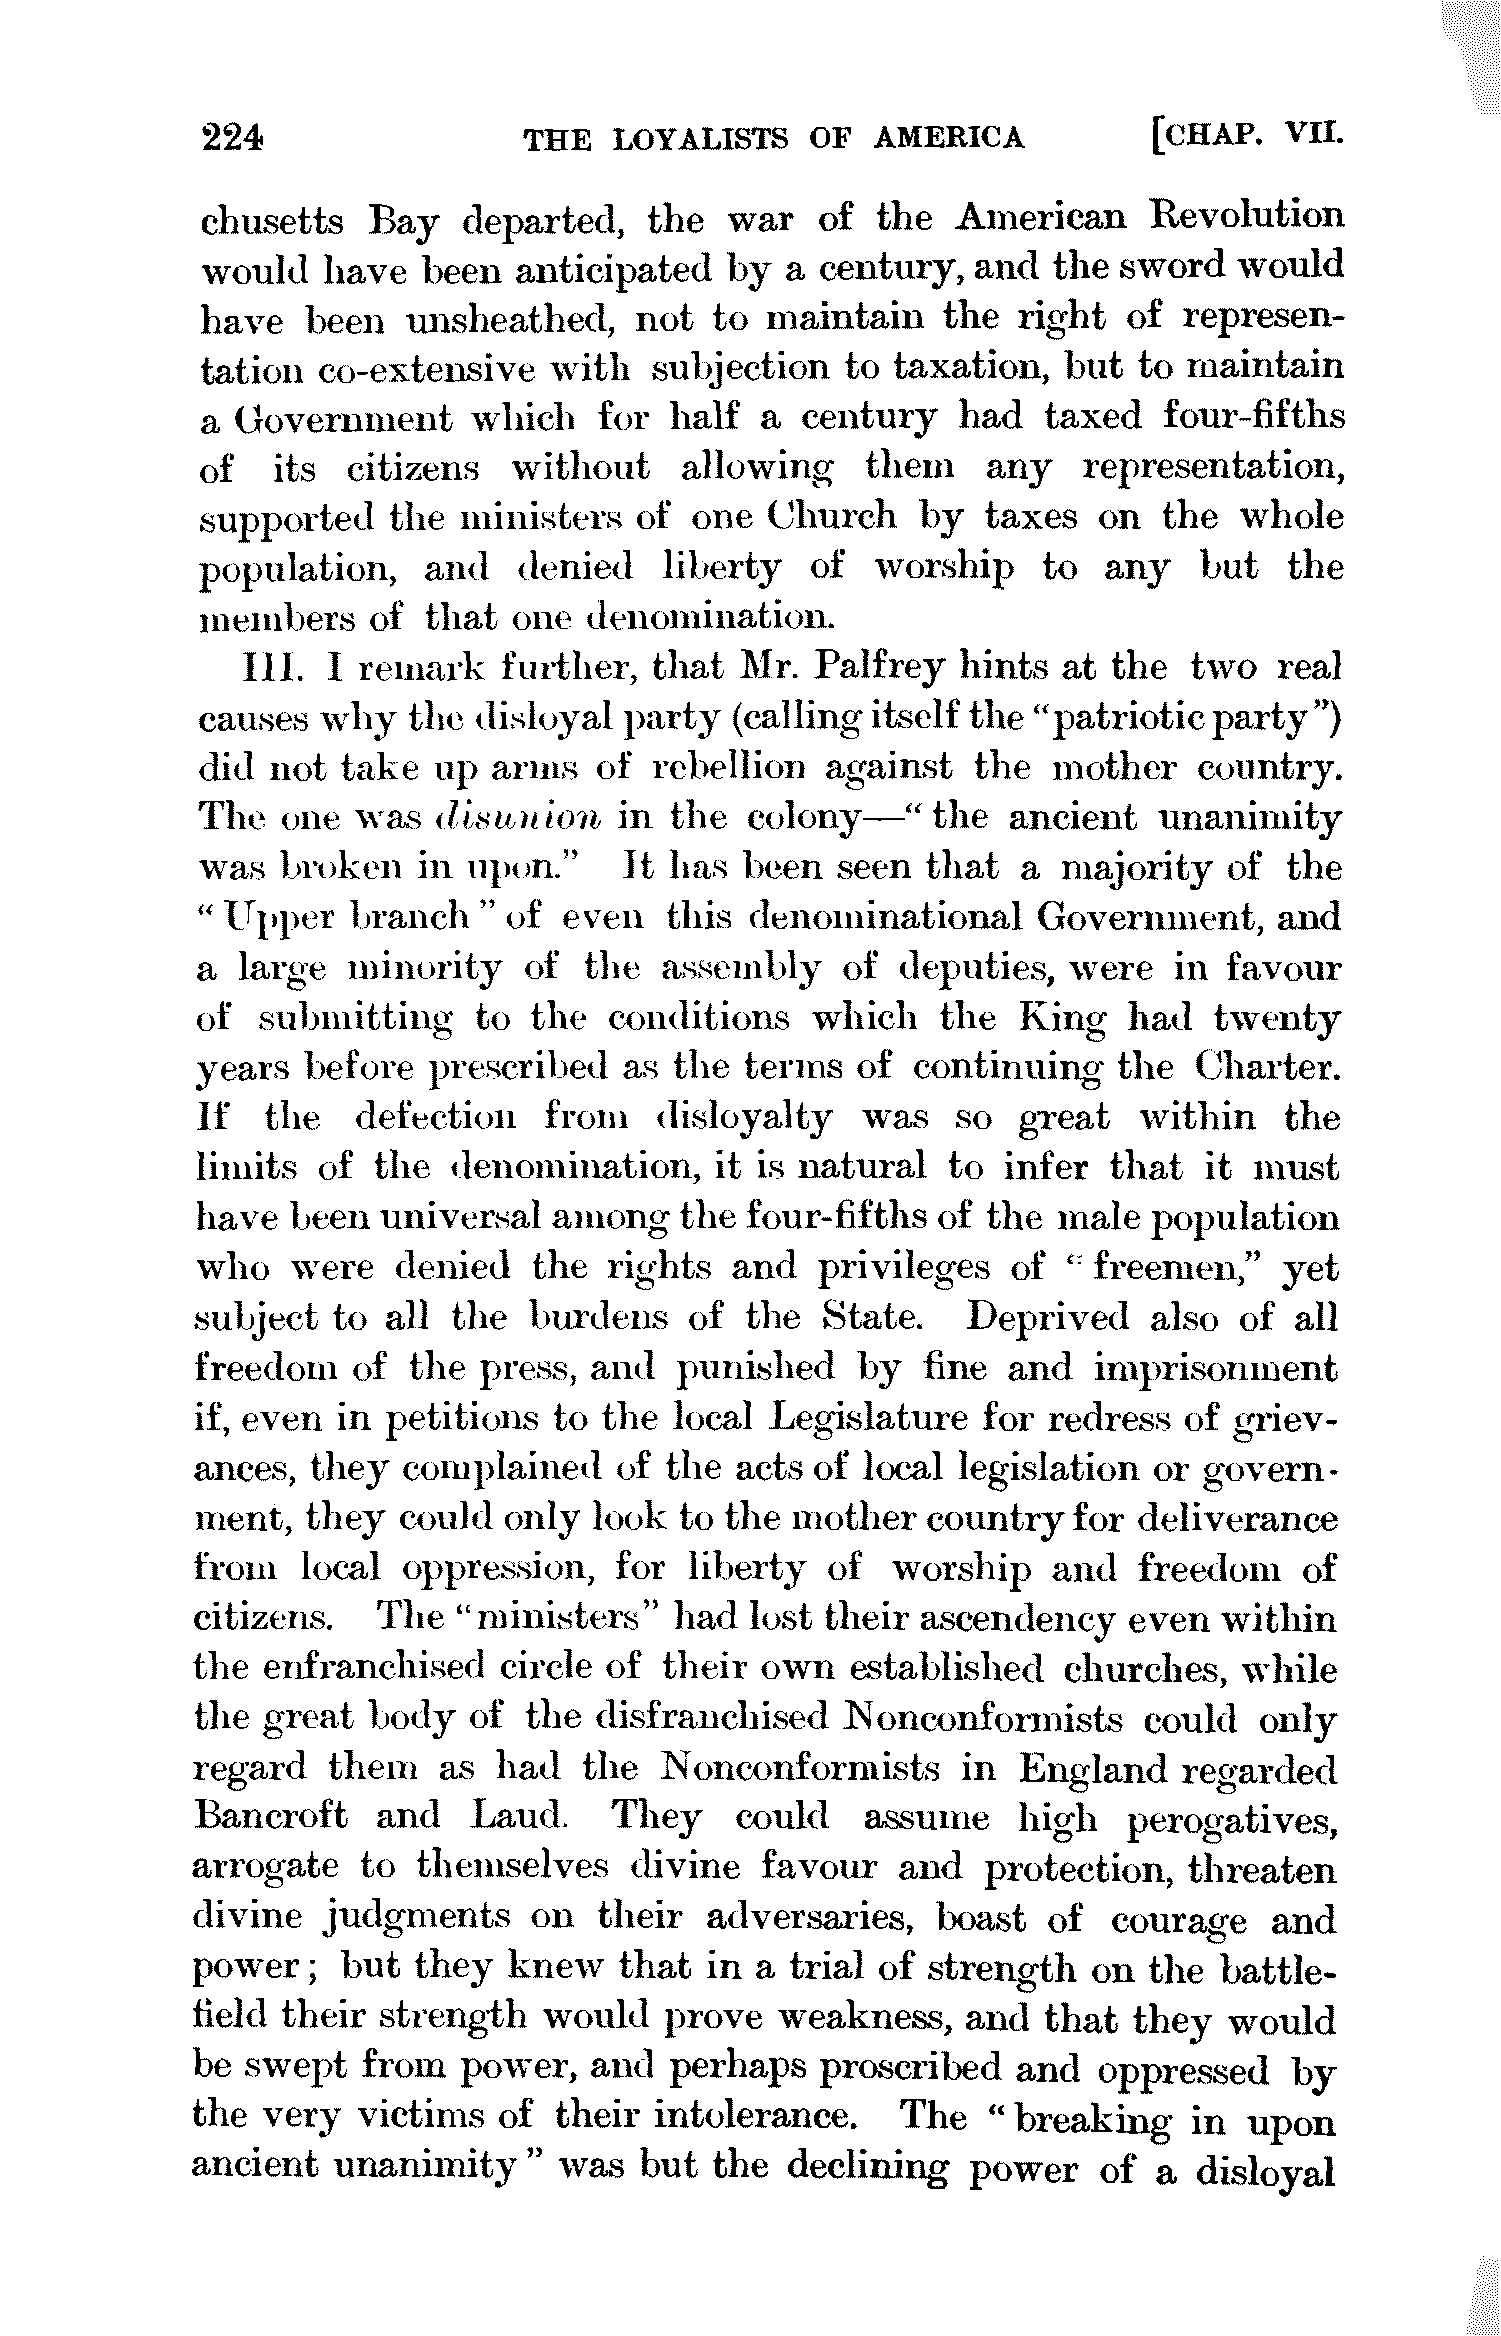 224 THE LOYALISTS OF AMERICA [CHAP. VII.
chusetts Bay departed, the war of the American Revolution
would have been anticipated by a century, and the sword would
have been unsheathed, not to maintain the right of represen-
tation co-extensive with subjection to taxation, but to maintain
a Government which for half a century had taxed four-fifths
of its citizens without allowing them any representation,
supported the ministers of one Church by taxes on the whole
population, and denied liberty of worship to any but the
members of that one denomination.
III. I remark further, that Mr. Palfrey hints at the two real
causes why the disloyal party (calling itself the "patriotic party")
did not take up arms of rebellion against the mother country.
The one was disunion in the colony—"the ancient unanimity
was broken in upon." It has been seen that a majority of the
"Upper branch" of even this denominational Government, and
a large minority of the assembly of deputies, were in favour
of submitting to the conditions which the King had twenty
years before prescribed as the terms of continuing the Charter.
If the defection from disloyalty was so great within the
limits of the denomination, it is natural to infer that it must
have been universal among the four-fifths of the male population
who were denied the rights and privileges of "freemen," yet
subject to all the burdens of the State. Deprived also of all
freedom of the press, and punished by fine and imprisonment
if, even in petitions to the local Legislature for redress of griev-
ances, they complained of the acts of local legislation or govern-
ment, they could only look to the mother country for deliverance
from local oppression, for liberty of worship and freedom of
citizens. The "ministers" had lost their ascendency even within
the enfranchised circle of their own established churches, while
the great body of the disfranchised Nonconformists could only
regard them as had the Nonconformists in England regarded
Bancroft and Laud. They could assume high perogatives,
arrogate to themselves divine favour and protection, threaten
divine judgments on their adversaries, boast of courage and
power; but they knew that in a trial of strength on the battle-
field their strength would prove weakness, and that they would
be swept from power, and perhaps proscribed and oppressed by
the very victims of their intolerance. The "breaking in upon
ancient unanimity" was but the declining power of a disloyal